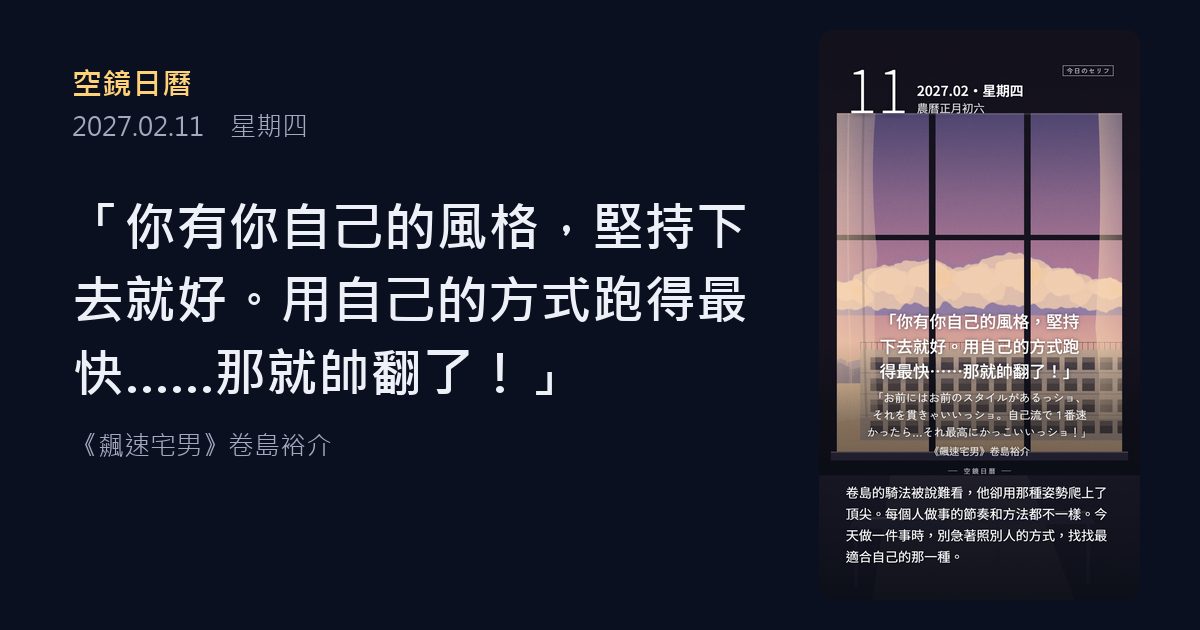 空鏡日曆
2027.02.11 星期四
「你有你自己的風格，堅持下
去就好。用自己的方式跑得最
快……那就帥翻了！」
《飆速宅男》卷島裕介
今日のセリフ
11
2027.02・星期四
農曆正月初六
「你有你自己的風格，堅持
下去就好。用自己的方式跑
得最快……那就帥翻了！」
「お前にはお前のスタイルがあるっショ、
それを貫きゃいいっショ。自己流で１番速
かったら…それ最高にかっこいいっショ！」
《飆速宅男》卷島裕介
— 空鏡日曆 —
卷島的騎法被說難看，他卻用那種姿勢爬上了
頂尖。每個人做事的節奏和方法都不一樣。今
天做一件事時，別急著照別人的方式，找找最
適合自己的那一種。